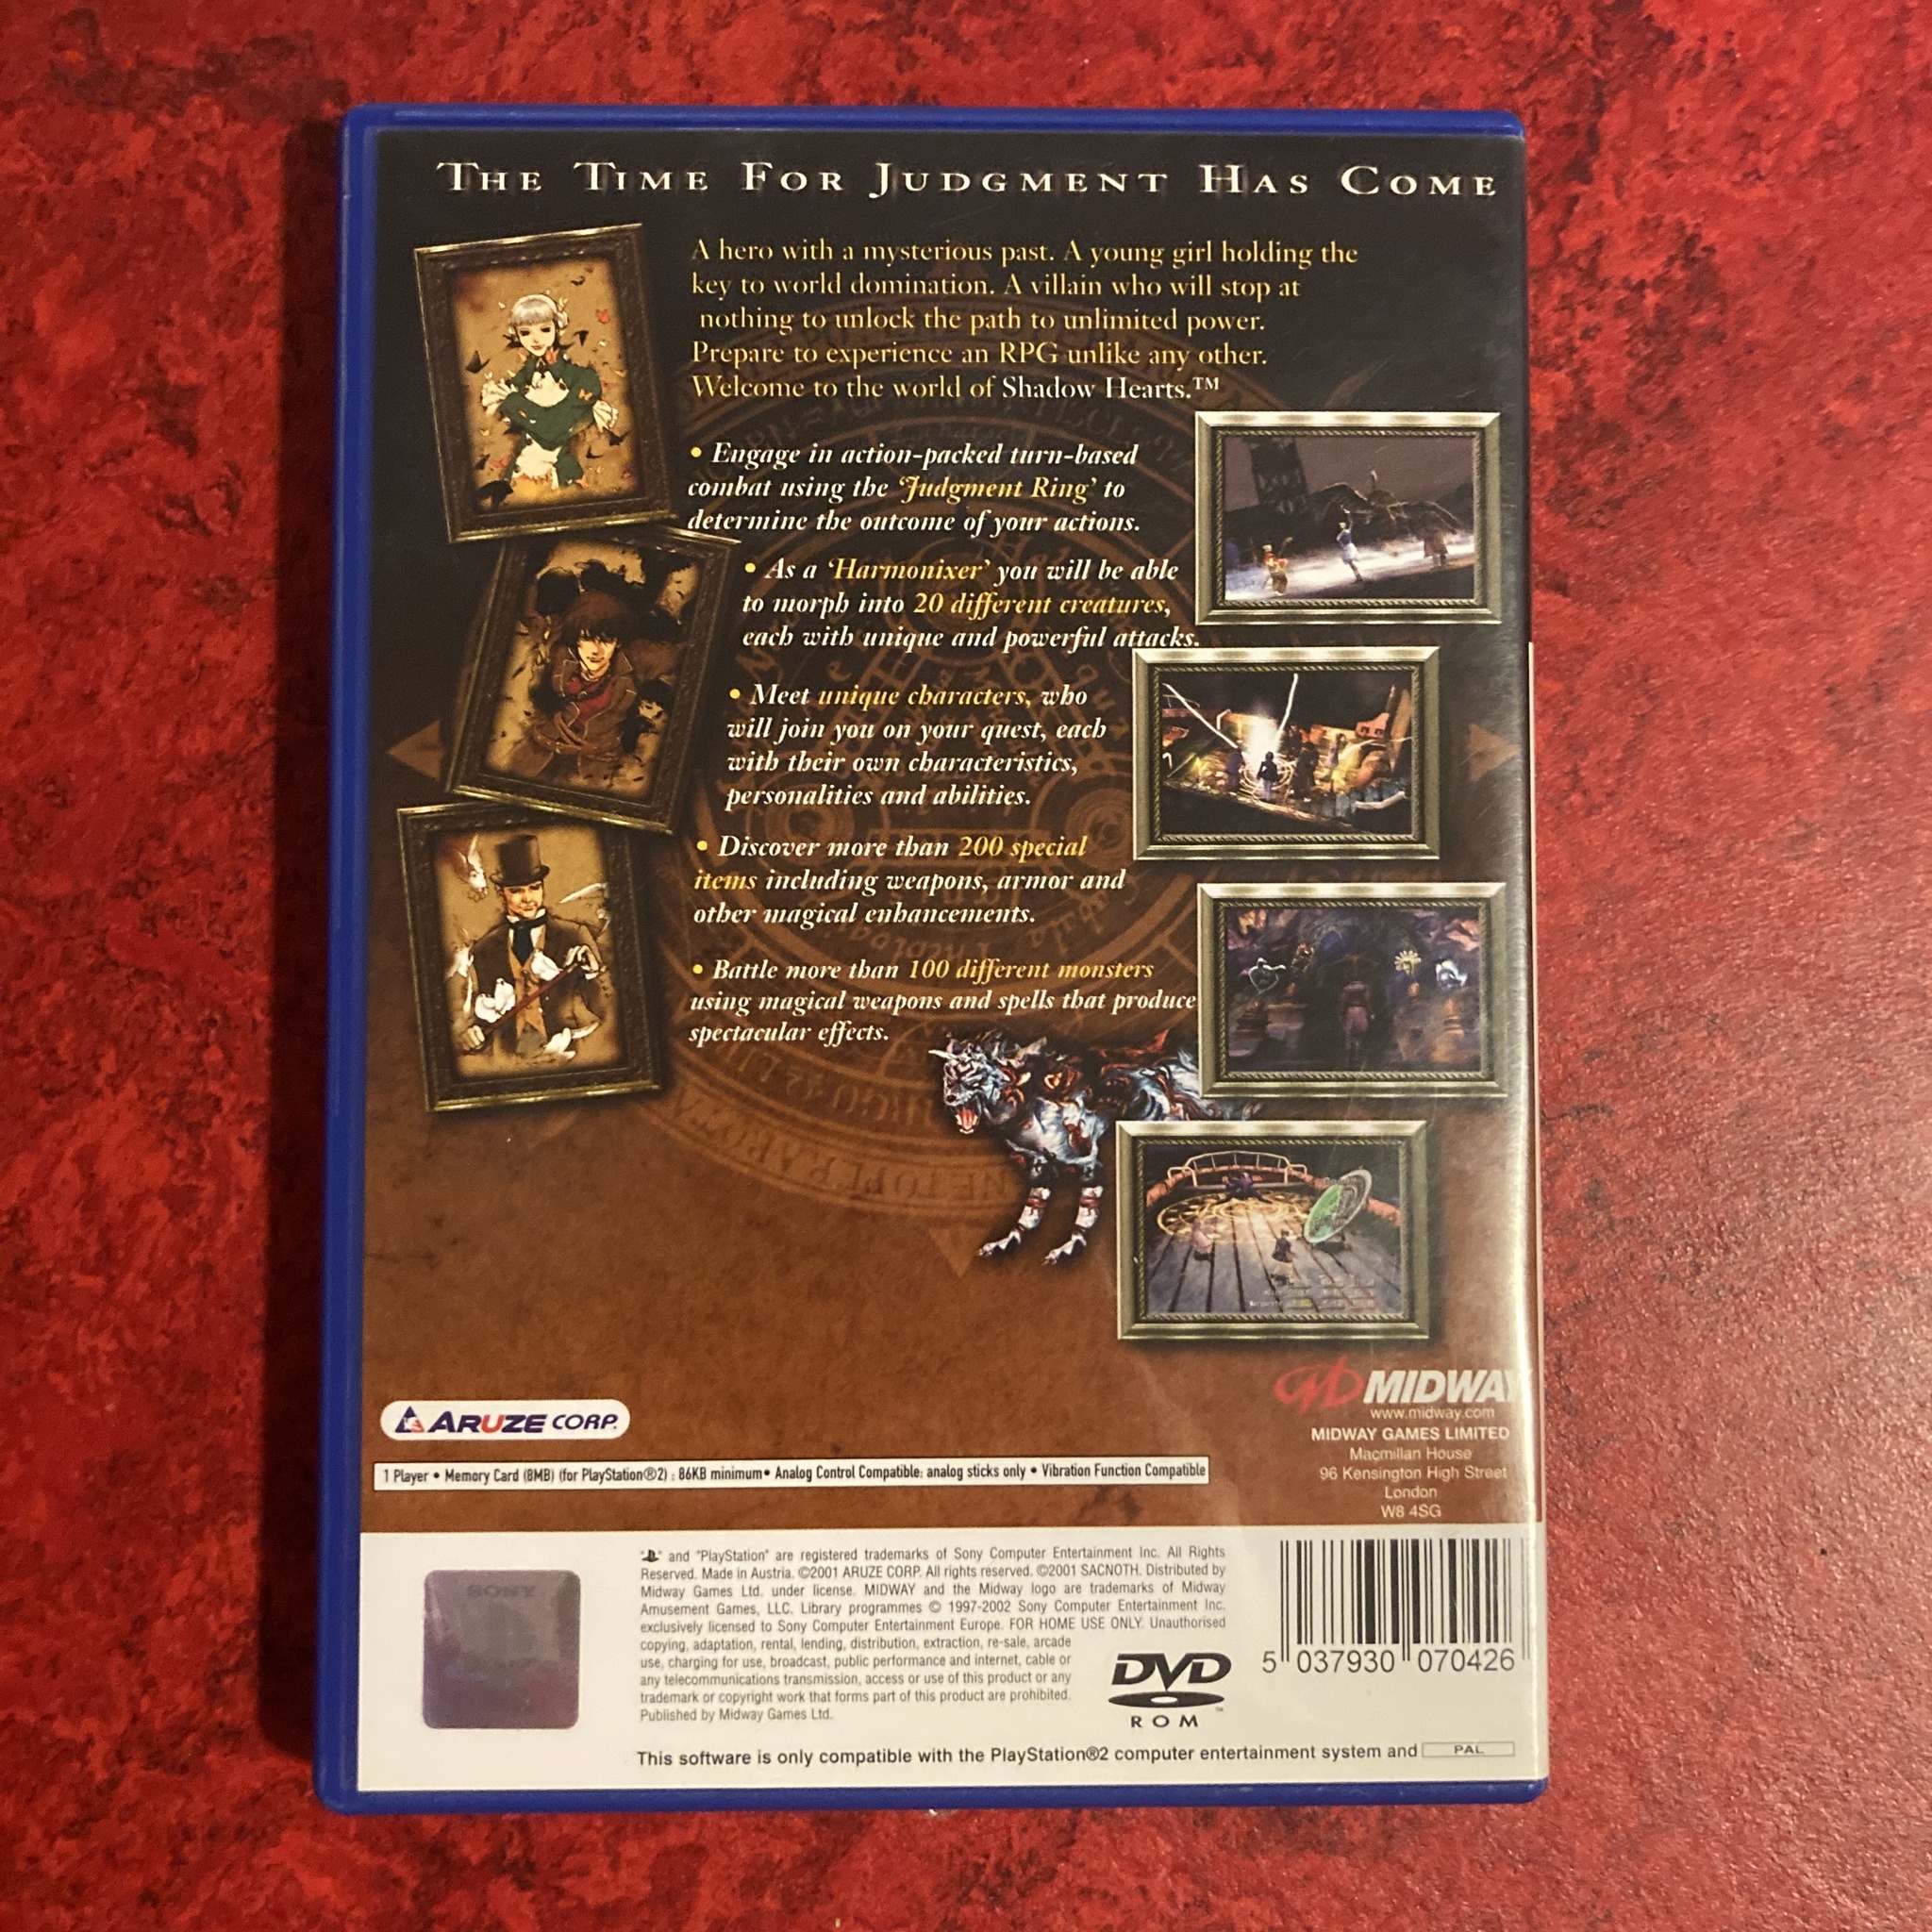 THE TIME FOR JUDGMENT HAS COME
A hero with a mysterious past. A young girl holding the
key to world domination. A villain who will stop at
nothing to unlock the path to unlimited power.
Prepare to experience an RPG unlike any other.
Welcome to the world of Shadow Hearts.™
• Engage in action-packed turn-based
combat using the 'Judgment Ring' to
determine the outcome of your actions.
• As a 'Harmonixer' you will be able
to morph into 20 different creatures,
each with unique and powerful attacks.
• Meet unique characters, who
will join you on your quest, each
with their own characteristics,
personalities and abilities.
• Discover more than 200 special
items including weapons, armor and
other magical enhancements.
• Battle more than 100 different monsters
using magical weapons and spells that produce
spectacular effects.
ARUZE CORP.
MIDWAY
www.midway.com
MIDWAY GAMES LIMITED
Macmillan House
96 Kensington High Street
London
W8 4SG
1 Player • Memory Card (8MB) (for PlayStation®2) : 86KB minimum • Analog Control Compatible: analog sticks only • Vibration Function Compatible
SONY
"PS" and "PlayStation" are registered trademarks of Sony Computer Entertainment Inc. All Rights
Reserved. Made in Austria. ©2001 ARUZE CORP. All rights reserved. ©2001 SACNOTH. Distributed by
Midway Games Ltd. under license. MIDWAY and the Midway logo are trademarks of Midway
Amusement Games, LLC. Library programmes © 1997-2002 Sony Computer Entertainment Inc.
exclusively licensed to Sony Computer Entertainment Europe. FOR HOME USE ONLY. Unauthorised
copying, adaptation, rental, lending, distribution, extraction, re-sale, arcade
use, charging for use, broadcast, public performance and internet, cable or
any telecommunications transmission, access or use of this product or any
trademark or copyright work that forms part of this product are prohibited.
Published by Midway Games Ltd.
DVD
ROM
5 037930 070426
This software is only compatible with the PlayStation®2 computer entertainment system and PAL